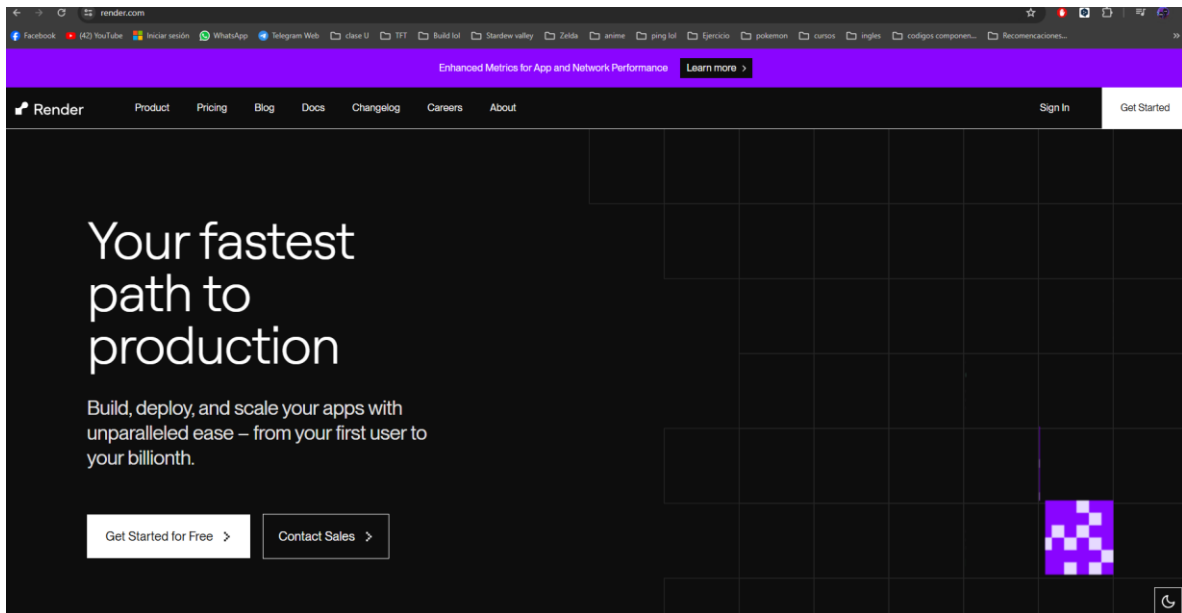 render.com
Facebook (42) YouTube Iniciar sesión WhatsApp Telegram Web clase U TFT Build lol Stardew valley Zelda anime ping lol Ejercicio pokemon cursos ingles codigos componen... Recomencaciones... »
Enhanced Metrics for App and Network Performance Learn more >
Render Product Pricing Blog Docs Changelog Careers About Sign In Get Started
Your fastest
path to
production
Build, deploy, and scale your apps with
unparalleled ease – from your first user to
your billionth.
Get Started for Free > Contact Sales >